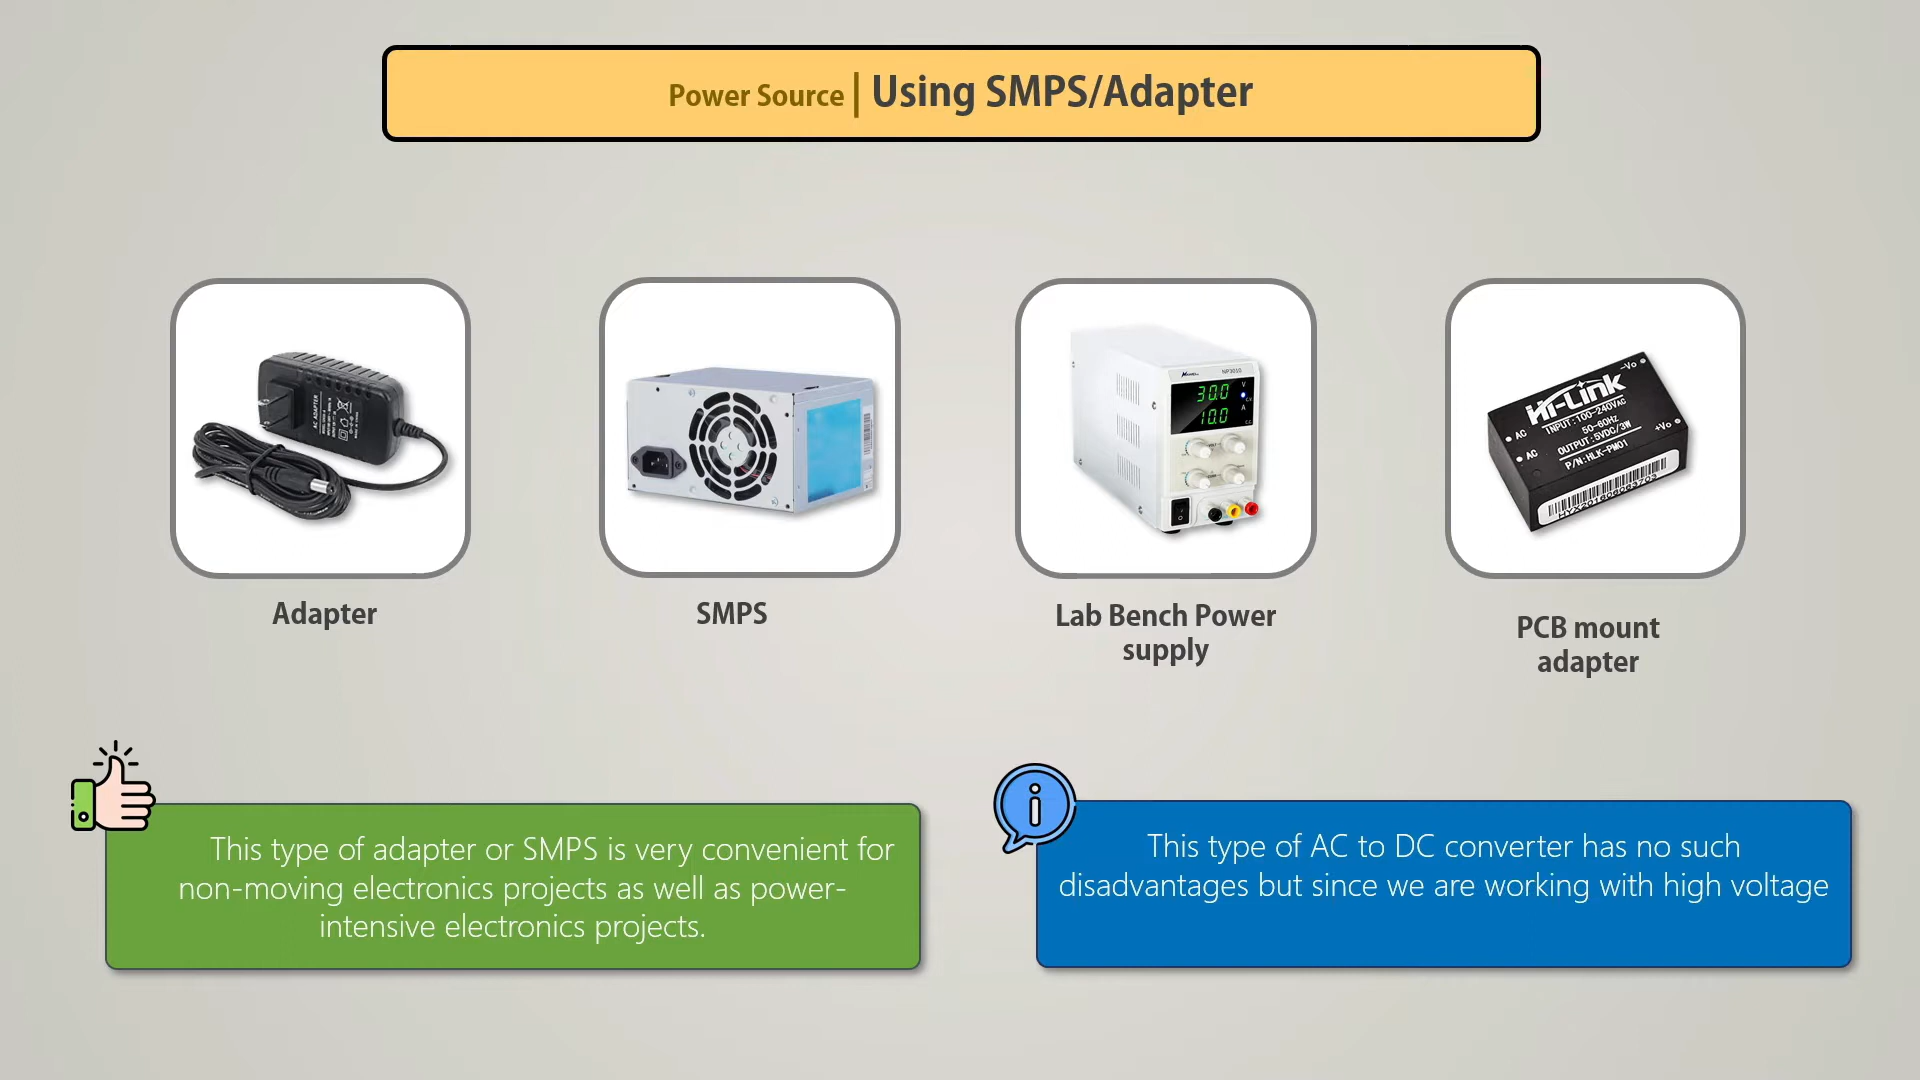 Power Source | Using SMPS/Adapter
AC ADAPTER
NP3010
30.0 V
10.0 A
-Vo
Hi-Link
INPUT:100-240VAC
50-60Hz
OUTPUT:5VDC/3W
P/N:HLK-PM01
AC
AC
+Vo
Adapter
SMPS
Lab Bench Power
supply
PCB mount
adapter
This type of adapter or SMPS is very convenient for
non-moving electronics projects as well as power-
intensive electronics projects.
This type of AC to DC converter has no such
disadvantages but since we are working with high voltage